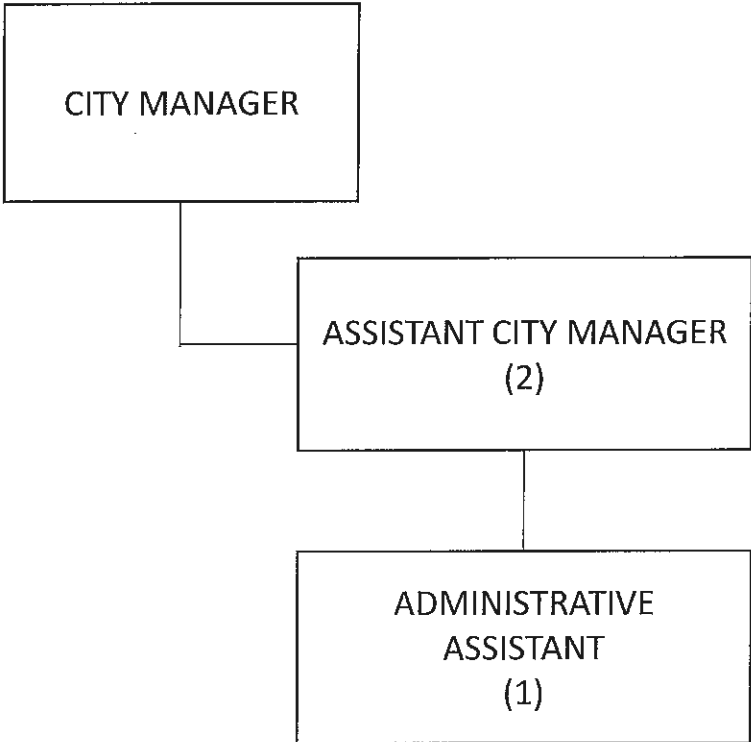 CITY MANAGER
ASSISTANT CITY MANAGER
(2)
ADMINISTRATIVE
ASSISTANT
(1)